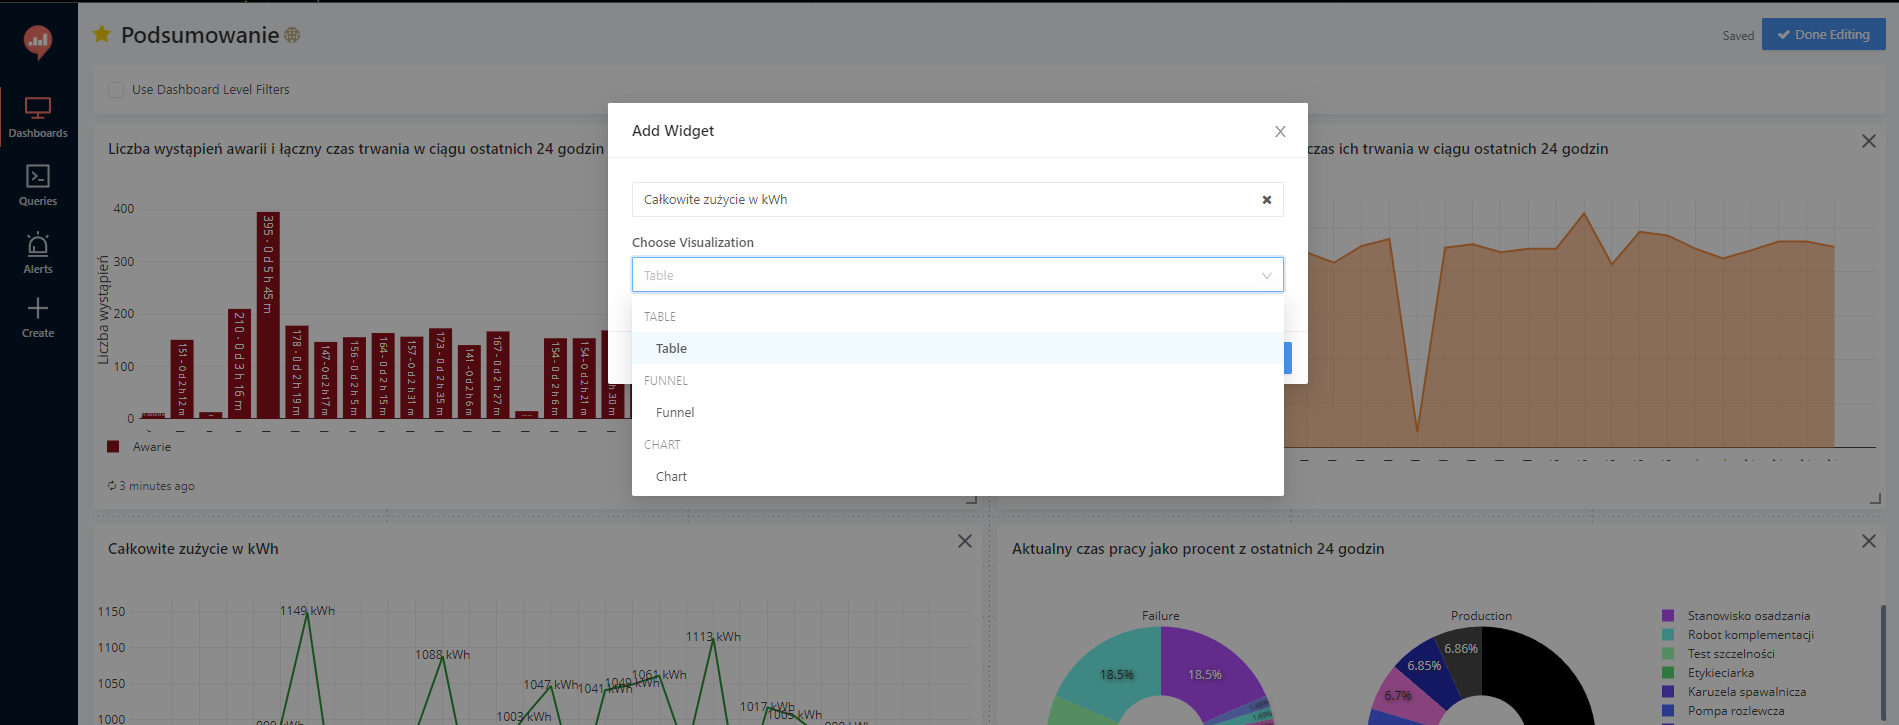 Podsumowanie
Saved
Done Editing
Use Dashboard Level Filters
Dashboards
Queries
Alerts
Create
Liczba wystąpień awarii i łączny czas trwania w ciągu ostatnich 24 godzin
czas ich trwania w ciągu ostatnich 24 godzin
Add Widget
Całkowite zużycie w kWh
Choose Visualization
Table
TABLE
Table
FUNNEL
Funnel
CHART
Chart
Liczba wystąpień
400
300
200
100
0
151 - 0 d 2 h 12 m
210 - 0 d 3 h 16 m
395 - 0 d 5 h 45 m
178 - 0 d 2 h 19 m
147 - 0 d 2 h 17 m
156 - 0 d 2 h 5 m
164 - 0 d 2 h 15 m
157 - 0 d 2 h 31 m
173 - 0 d 2 h 35 m
141 - 0 d 2 h 6 m
167 - 0 d 2 h 27 m
154 - 0 d 2 h 6 m
154 - 0 d 2 h 21 m
h 30 m
Awarie
3 minutes ago
Całkowite zużycie w kWh
1150
1100
1050
1000
1149 kWh
1088 kWh
1003 kWh
1047 kWh
1041 kWh
1049 kWh
1061 kWh
1113 kWh
1017 kWh
1005 kWh
Aktualny czas pracy jako procent z ostatnich 24 godzin
Failure
18.5%
18.5%
1.68%
1.69%
Production
6.86%
6.85%
6.7%
Stanowisko osadzania
Robot komplementacji
Test szczelności
Etykieciarka
Karuzela spawalnicza
Pompa rozlewcza